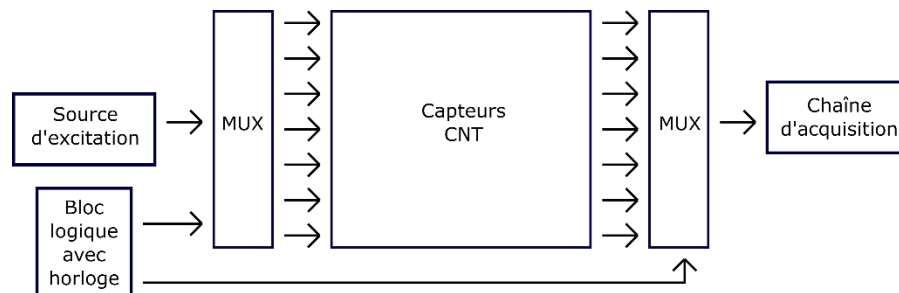 Source
d'excitation
MUX
Capteurs
CNT
MUX
Chaîne
d'acquisition
Bloc
logique
avec
horloge